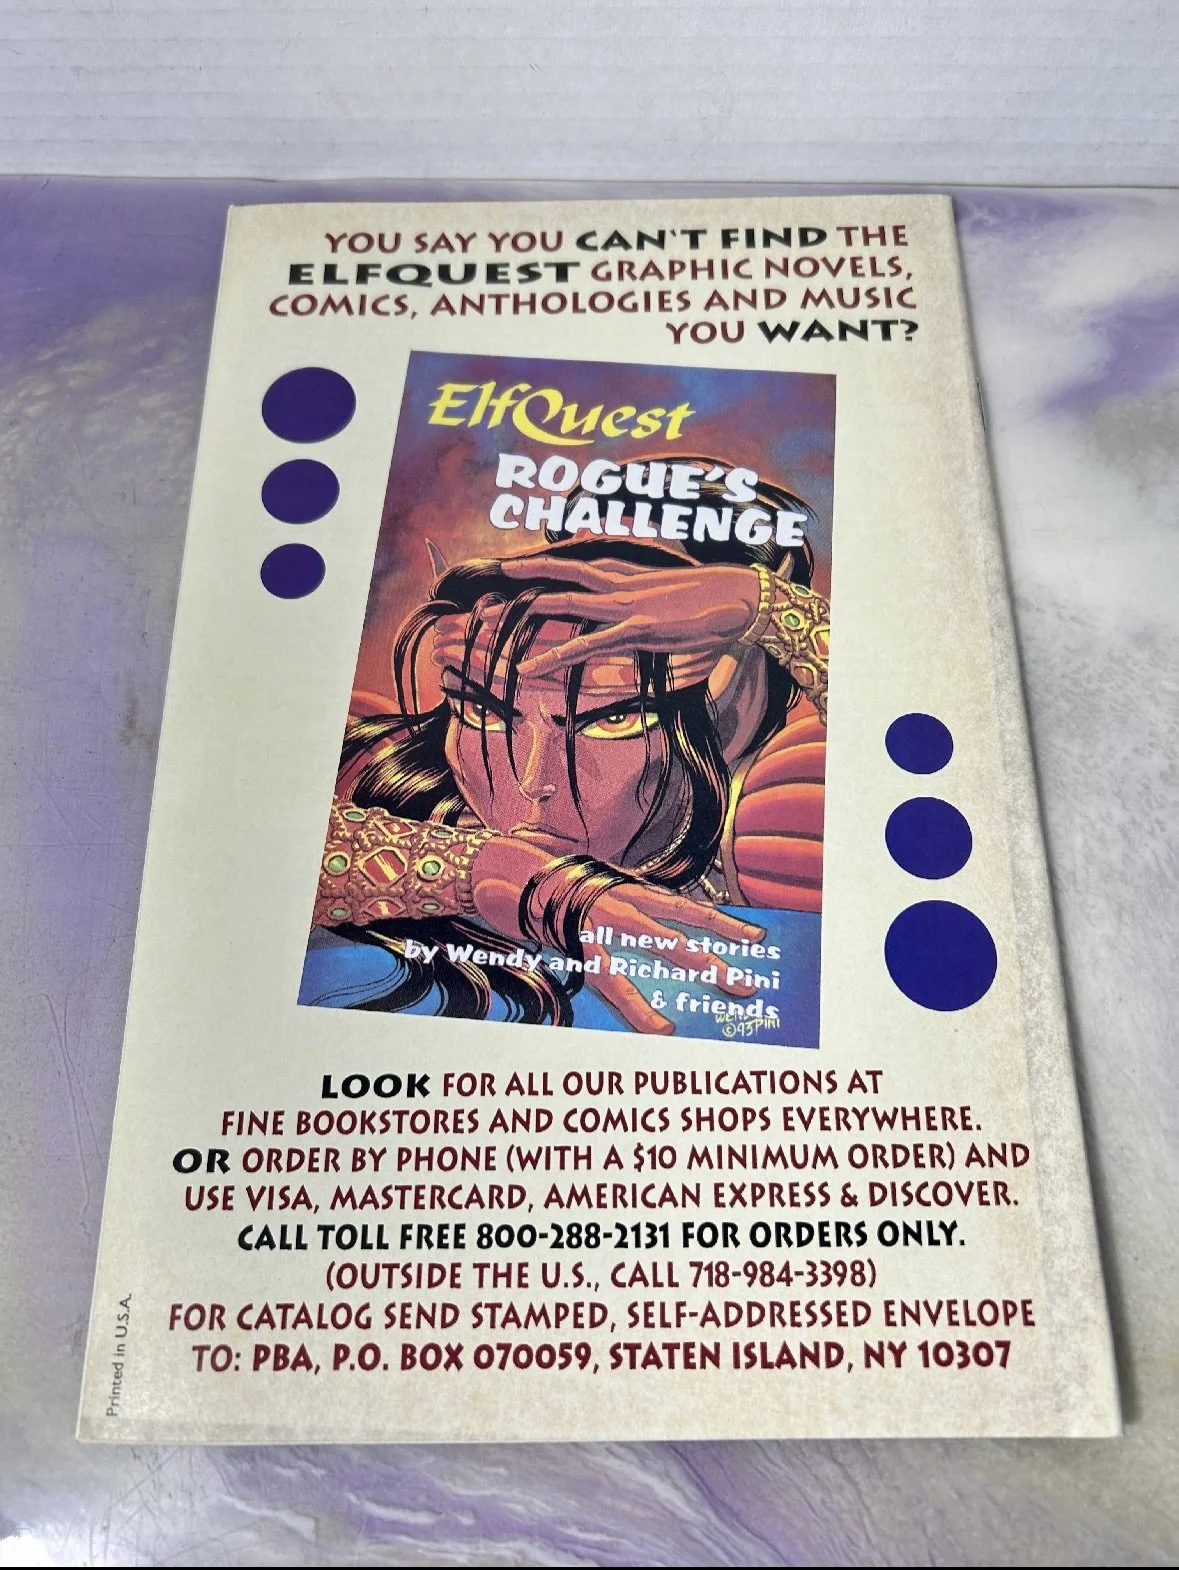 YOU SAY YOU CAN'T FIND THE
ELFQUEST GRAPHIC NOVELS,
COMICS, ANTHOLOGIES AND MUSIC
YOU WANT?
ElfQuest
ROGUE'S
CHALLENGE
all new stories
by Wendy and Richard Pini
& friends
WENDY
©93 PINI
LOOK FOR ALL OUR PUBLICATIONS AT
FINE BOOKSTORES AND COMICS SHOPS EVERYWHERE.
OR ORDER BY PHONE (WITH A $10 MINIMUM ORDER) AND
USE VISA, MASTERCARD, AMERICAN EXPRESS & DISCOVER.
CALL TOLL FREE 800-288-2131 FOR ORDERS ONLY.
(OUTSIDE THE U.S., CALL 718-984-3398)
FOR CATALOG SEND STAMPED, SELF-ADDRESSED ENVELOPE
TO: PBA, P.O. BOX 070059, STATEN ISLAND, NY 10307
Printed in U.S.A.